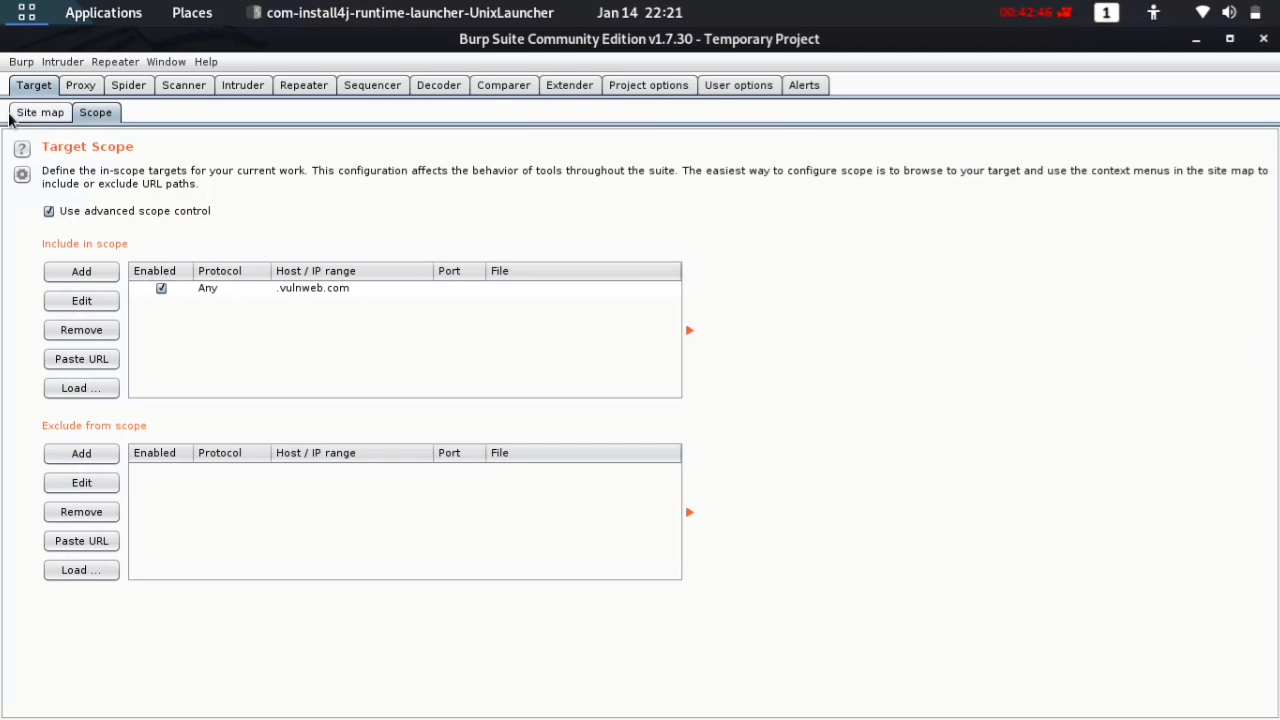 Applications Places com-install4j-runtime-launcher-UnixLauncher Jan 14 22:21 00:42:46 1
Burp Suite Community Edition v1.7.30 - Temporary Project
Burp Intruder Repeater Window Help
Target Proxy Spider Scanner Intruder Repeater Sequencer Decoder Comparer Extender Project options User options Alerts
Site map Scope
? Target Scope
Define the in-scope targets for your current work. This configuration affects the behavior of tools throughout the suite. The easiest way to configure scope is to browse to your target and use the context menus in the site map to
include or exclude URL paths.
Use advanced scope control
Include in scope
Add Enabled Protocol Host / IP range Port File
Any .vulnweb.com
Edit
Remove
Paste URL
Load ...
Exclude from scope
Add Enabled Protocol Host / IP range Port File
Edit
Remove
Paste URL
Load ...